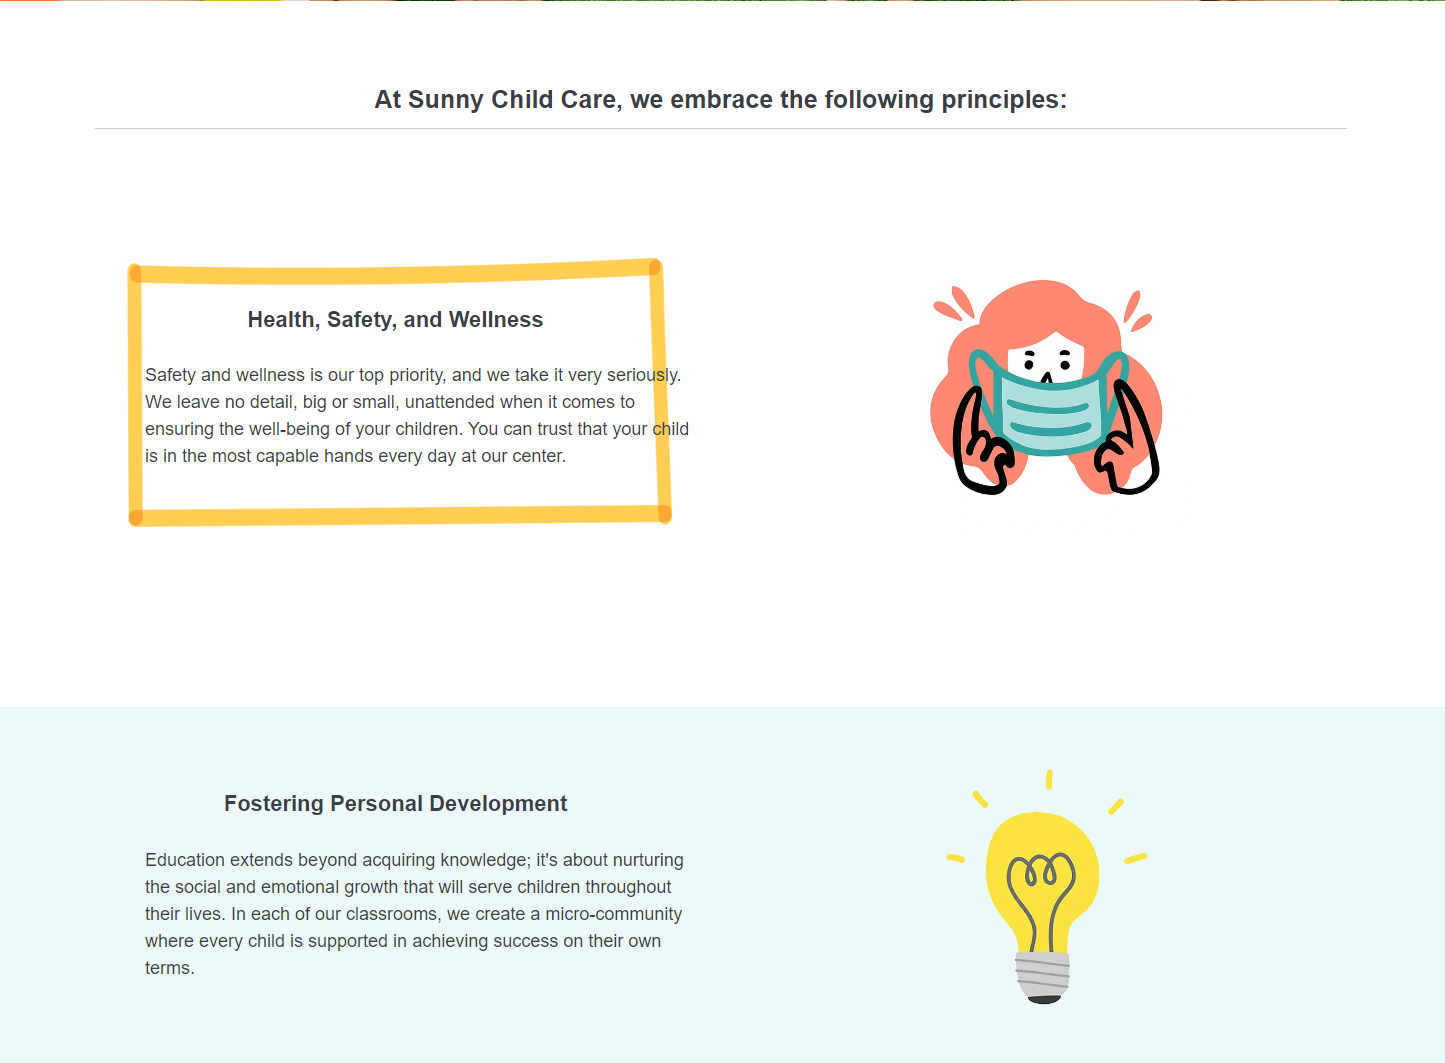 At Sunny Child Care, we embrace the following principles:
Health, Safety, and Wellness
Safety and wellness is our top priority, and we take it very seriously.
We leave no detail, big or small, unattended when it comes to
ensuring the well-being of your children. You can trust that your child
is in the most capable hands every day at our center.
Fostering Personal Development
Education extends beyond acquiring knowledge; it's about nurturing
the social and emotional growth that will serve children throughout
their lives. In each of our classrooms, we create a micro-community
where every child is supported in achieving success on their own
terms.